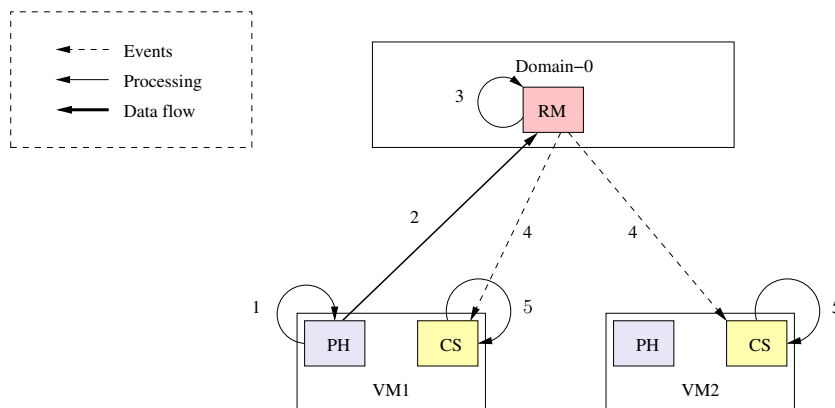 Events
Processing
Data flow
Domain−0
RM
3
2
4
4
1
5
5
PH
CS
PH
CS
VM1
VM2